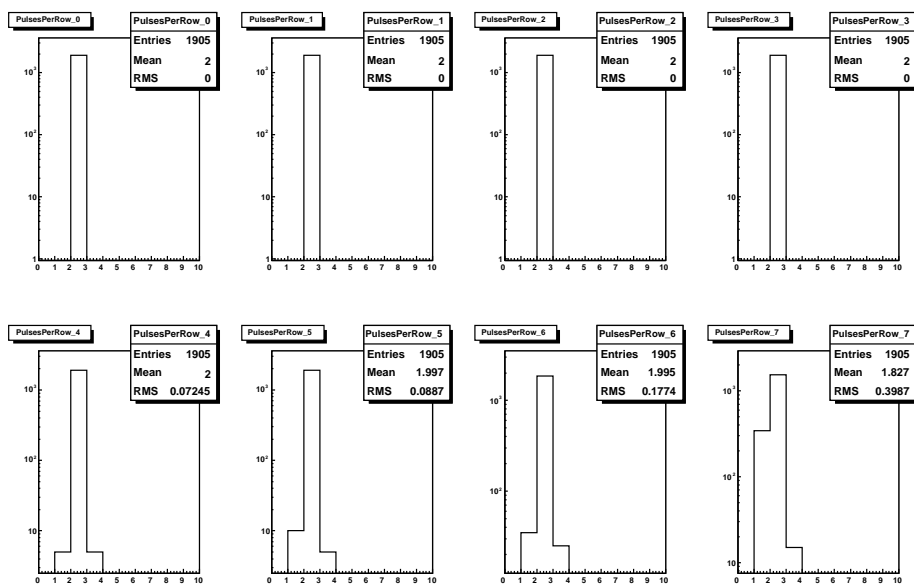 PulsesPerRow_0
PulsesPerRow_0
Entries 1905
Mean 2
RMS 0
10³
10²
10
1
0 1 2 3 4 5 6 7 8 9 10
PulsesPerRow_1
PulsesPerRow_1
Entries 1905
Mean 2
RMS 0
10³
10²
10
1
0 1 2 3 4 5 6 7 8 9 10
PulsesPerRow_2
PulsesPerRow_2
Entries 1905
Mean 2
RMS 0
10³
10²
10
1
0 1 2 3 4 5 6 7 8 9 10
PulsesPerRow_3
PulsesPerRow_3
Entries 1905
Mean 2
RMS 0
10³
10²
10
1
0 1 2 3 4 5 6 7 8 9 10
PulsesPerRow_4
PulsesPerRow_4
Entries 1905
Mean 2
RMS 0.07245
10³
10²
10
0 1 2 3 4 5 6 7 8 9 10
PulsesPerRow_5
PulsesPerRow_5
Entries 1905
Mean 1.997
RMS 0.0887
10³
10²
10
0 1 2 3 4 5 6 7 8 9 10
PulsesPerRow_6
PulsesPerRow_6
Entries 1905
Mean 1.995
RMS 0.1774
10³
10²
0 1 2 3 4 5 6 7 8 9 10
PulsesPerRow_7
PulsesPerRow_7
Entries 1905
Mean 1.827
RMS 0.3987
10³
10²
10
0 1 2 3 4 5 6 7 8 9 10